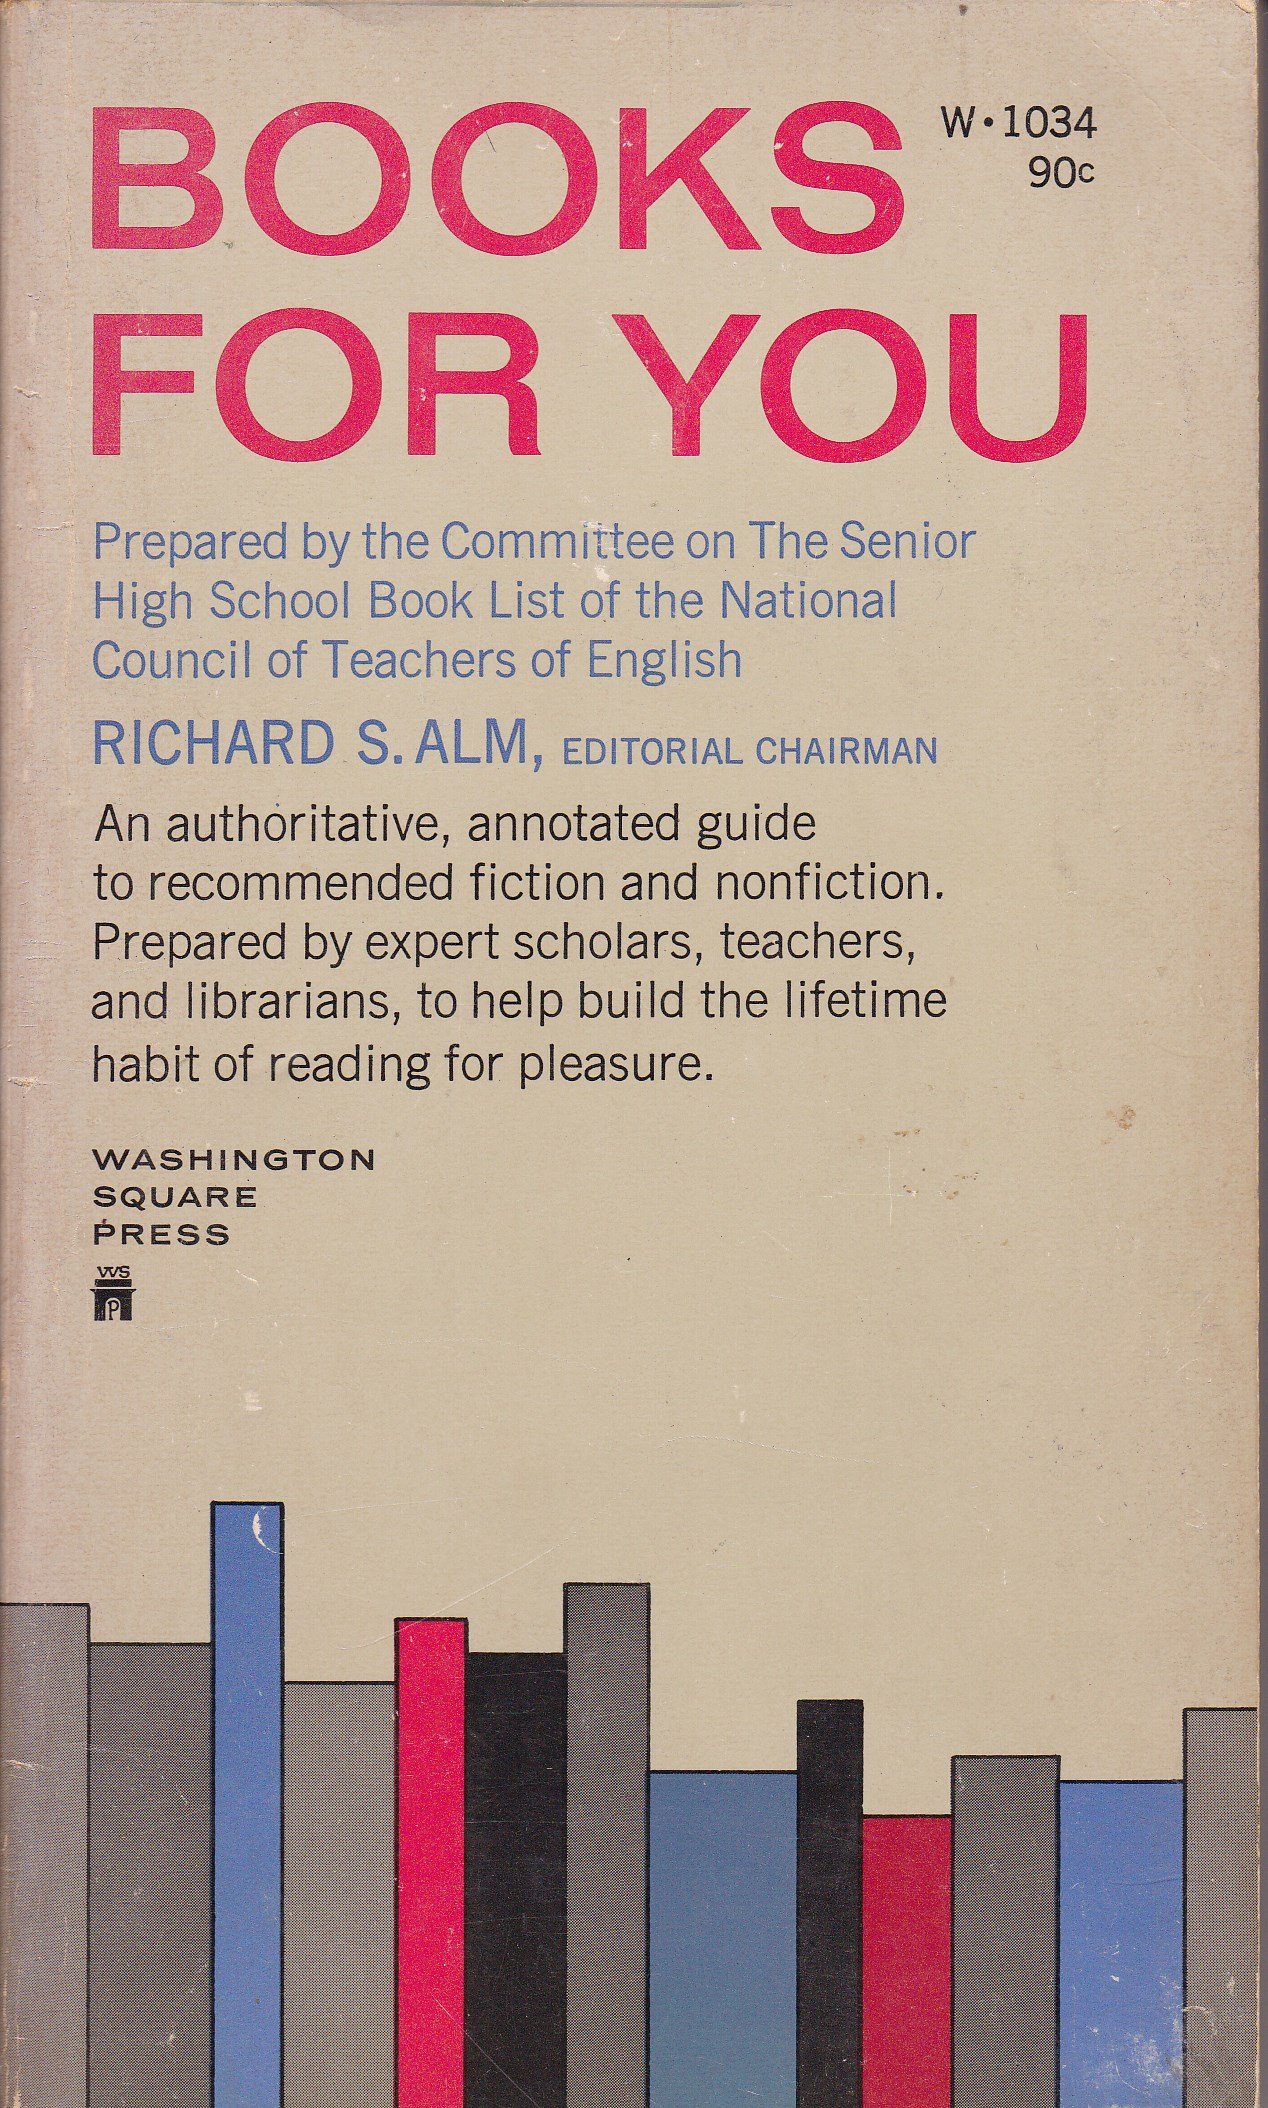 BOOKS
W•1034
90c
FOR YOU
Prepared by the Committee on The Senior
High School Book List of the National
Council of Teachers of English
RICHARD S. ALM, EDITORIAL CHAIRMAN
An authoritative, annotated guide
to recommended fiction and nonfiction.
Prepared by expert scholars, teachers,
and librarians, to help build the lifetime
habit of reading for pleasure.
WASHINGTON
SQUARE
PRESS
WS
P